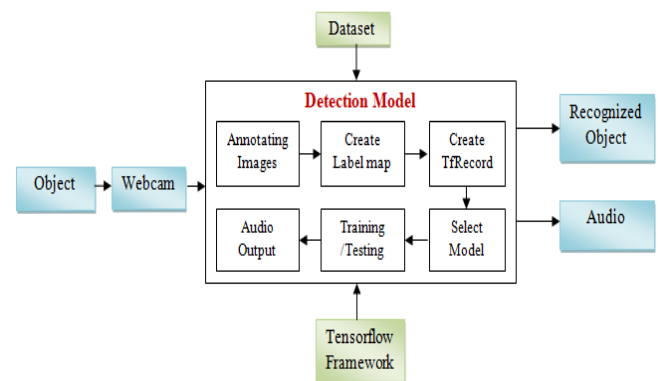 Dataset
Detection Model
Annotating
Images
Create
Label map
Create
TfRecord
Recognized
Object
Object
Webcam
Audio
Output
Training
/Testing
Select
Model
Audio
Tensorflow
Framework